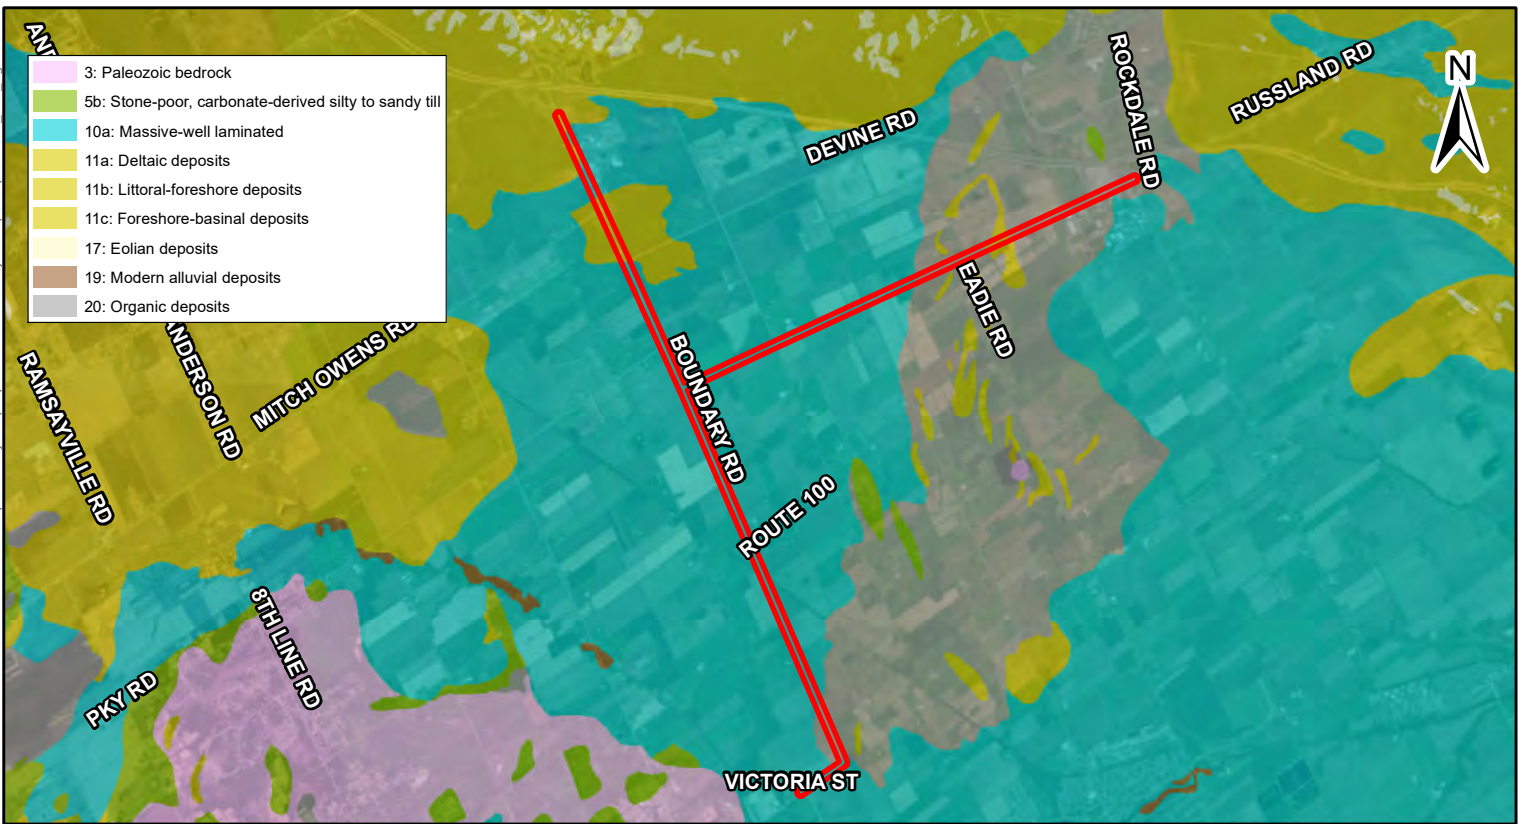 3: Paleozoic bedrock
5b: Stone-poor, carbonate-derived silty to sandy till
10a: Massive-well laminated
11a: Deltaic deposits
11b: Littoral-foreshore deposits
11c: Foreshore-basinal deposits
17: Eolian deposits
19: Modern alluvial deposits
20: Organic deposits
ROCKDALE RD
RUSSLAND RD
N
DEVINE RD
EADIE RD
BOUNDARY RD
MITCH OWENS RD
ANDERSON RD
RAMSAYVILLE RD
ROUTE 100
8TH LINE RD
PKY RD
VICTORIA ST